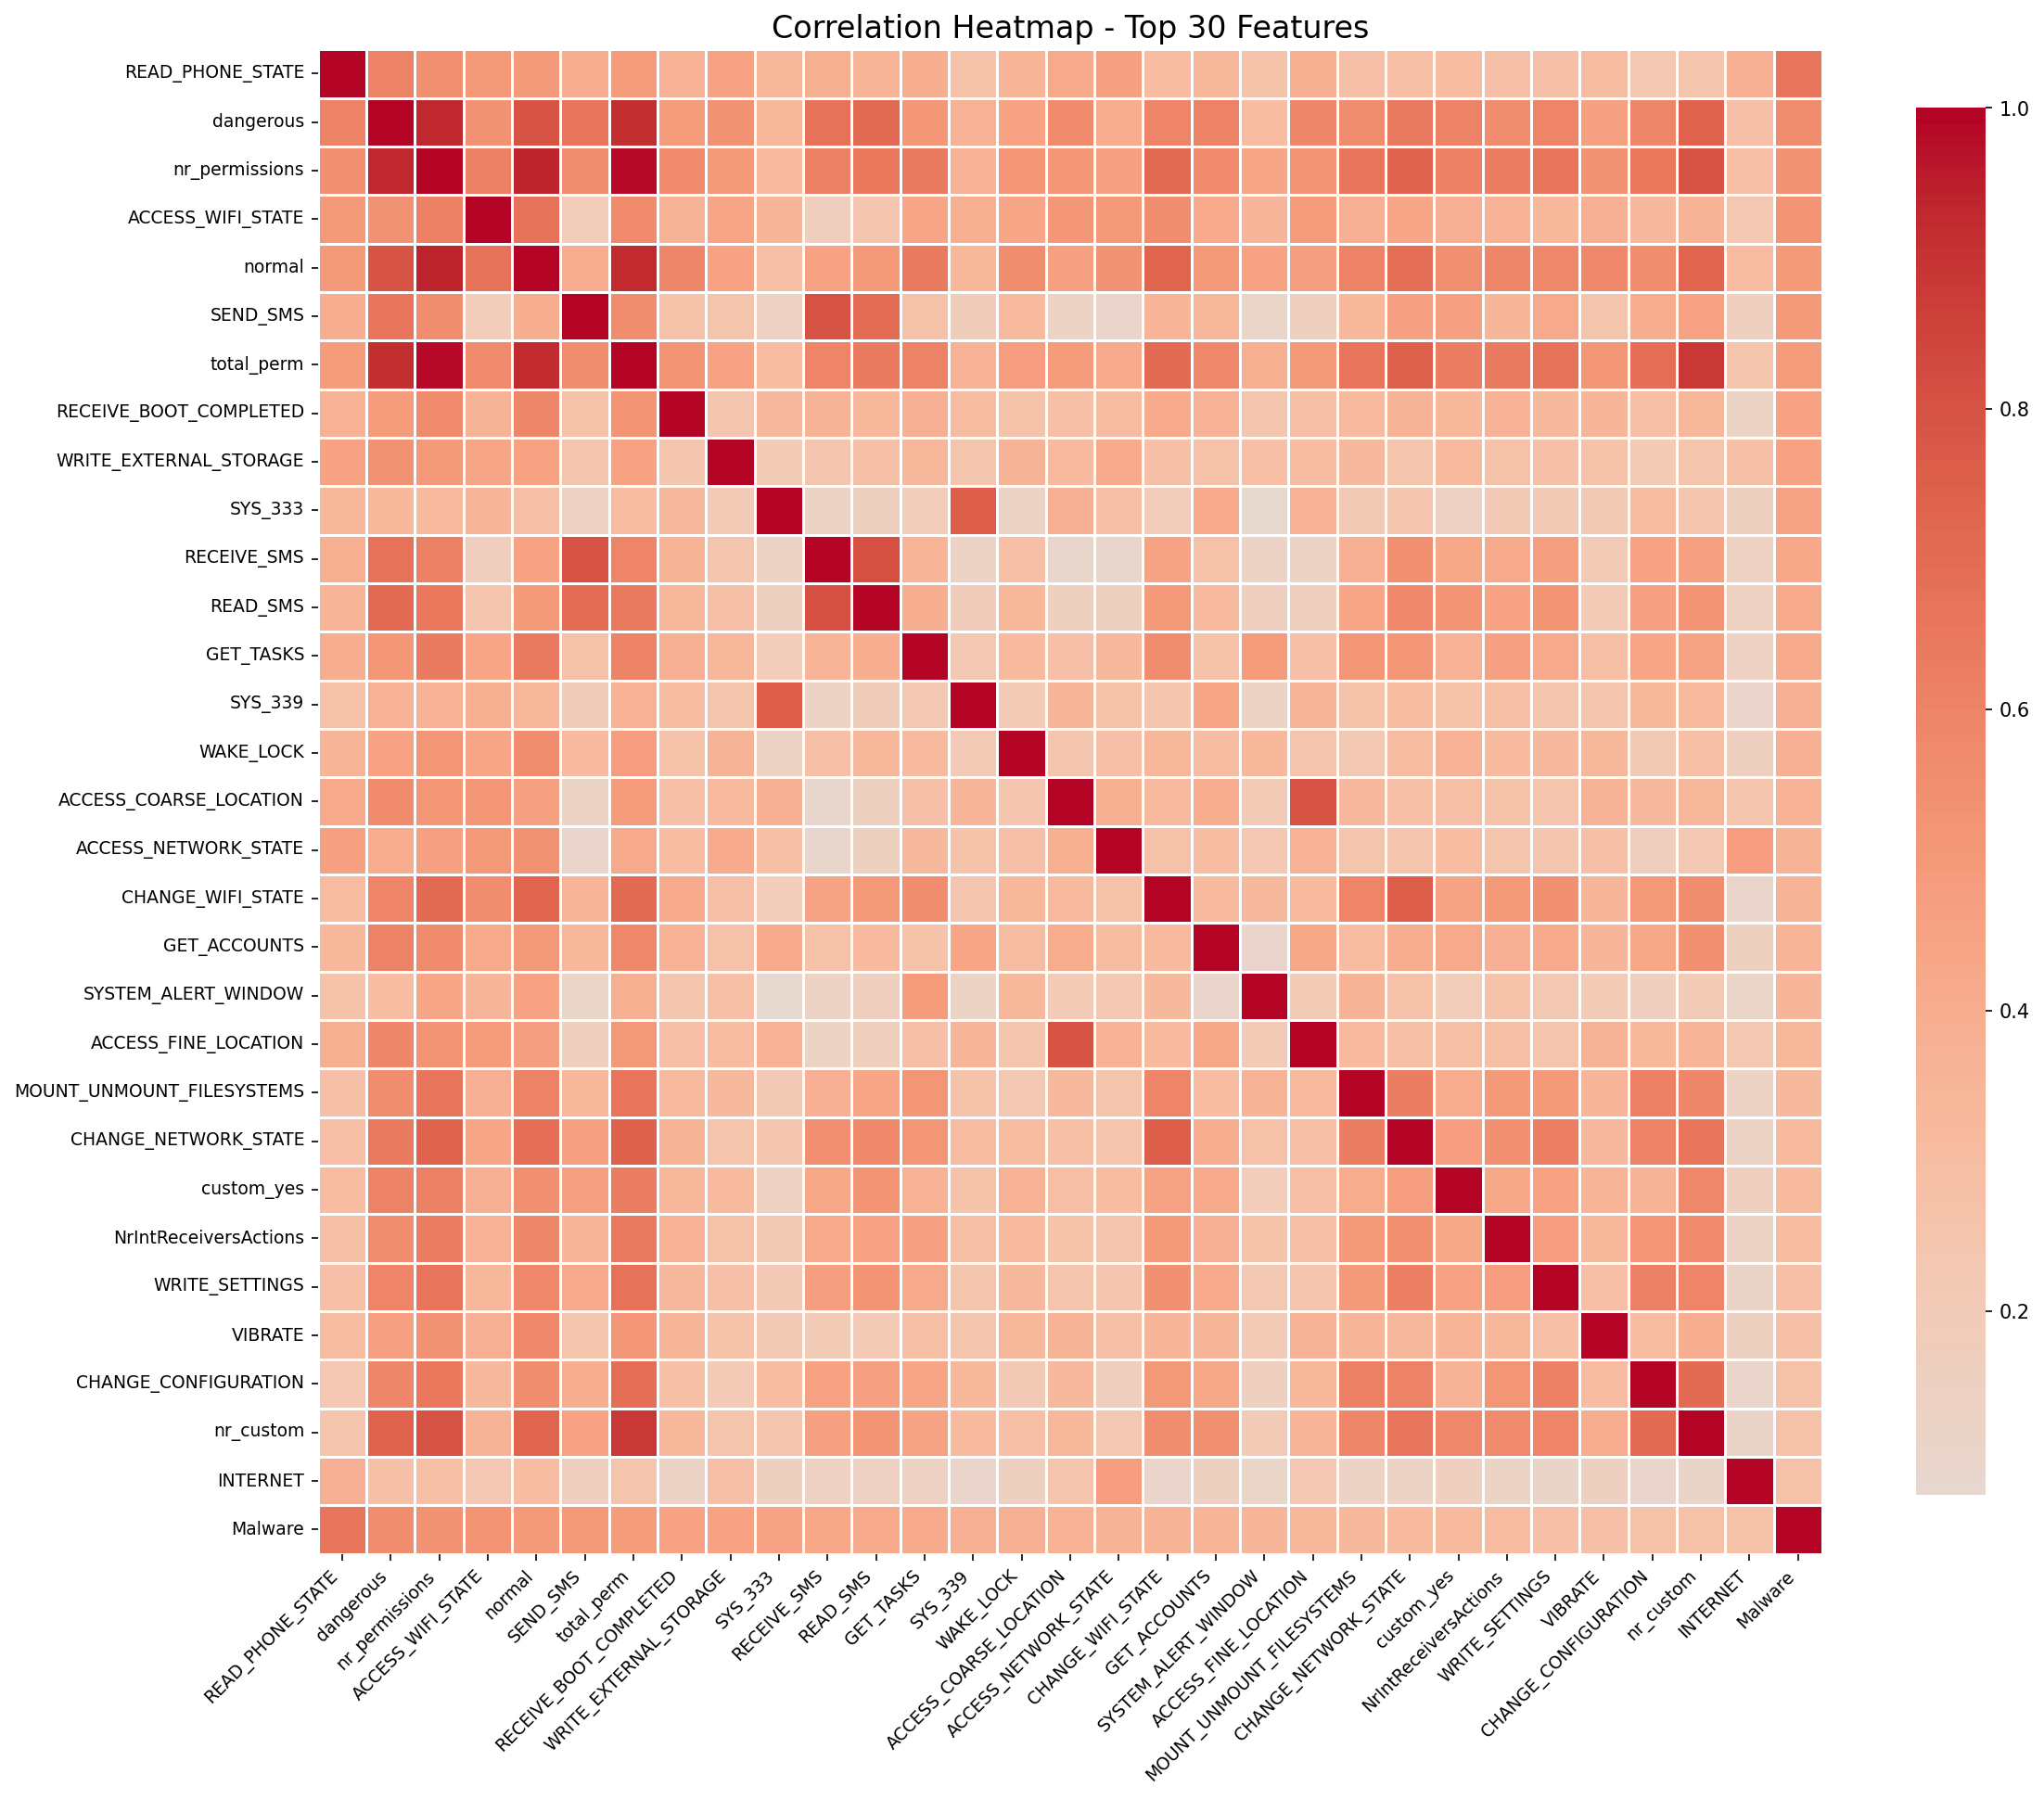 Correlation Heatmap - Top 30 Features
READ_PHONE_STATE
dangerous
nr_permissions
ACCESS_WIFI_STATE
normal
SEND_SMS
total_perm
RECEIVE_BOOT_COMPLETED
WRITE_EXTERNAL_STORAGE
SYS_333
RECEIVE_SMS
READ_SMS
GET_TASKS
SYS_339
WAKE_LOCK
ACCESS_COARSE_LOCATION
ACCESS_NETWORK_STATE
CHANGE_WIFI_STATE
GET_ACCOUNTS
SYSTEM_ALERT_WINDOW
ACCESS_FINE_LOCATION
MOUNT_UNMOUNT_FILESYSTEMS
CHANGE_NETWORK_STATE
custom_yes
NrIntReceiversActions
WRITE_SETTINGS
VIBRATE
CHANGE_CONFIGURATION
nr_custom
INTERNET
Malware
READ_PHONE_STATE
dangerous
nr_permissions
ACCESS_WIFI_STATE
normal
SEND_SMS
total_perm
RECEIVE_BOOT_COMPLETED
WRITE_EXTERNAL_STORAGE
SYS_333
RECEIVE_SMS
READ_SMS
GET_TASKS
SYS_339
WAKE_LOCK
ACCESS_COARSE_LOCATION
ACCESS_NETWORK_STATE
CHANGE_WIFI_STATE
GET_ACCOUNTS
SYSTEM_ALERT_WINDOW
ACCESS_FINE_LOCATION
MOUNT_UNMOUNT_FILESYSTEMS
CHANGE_NETWORK_STATE
custom_yes
NrIntReceiversActions
WRITE_SETTINGS
VIBRATE
CHANGE_CONFIGURATION
nr_custom
INTERNET
Malware
1.0
0.8
0.6
0.4
0.2